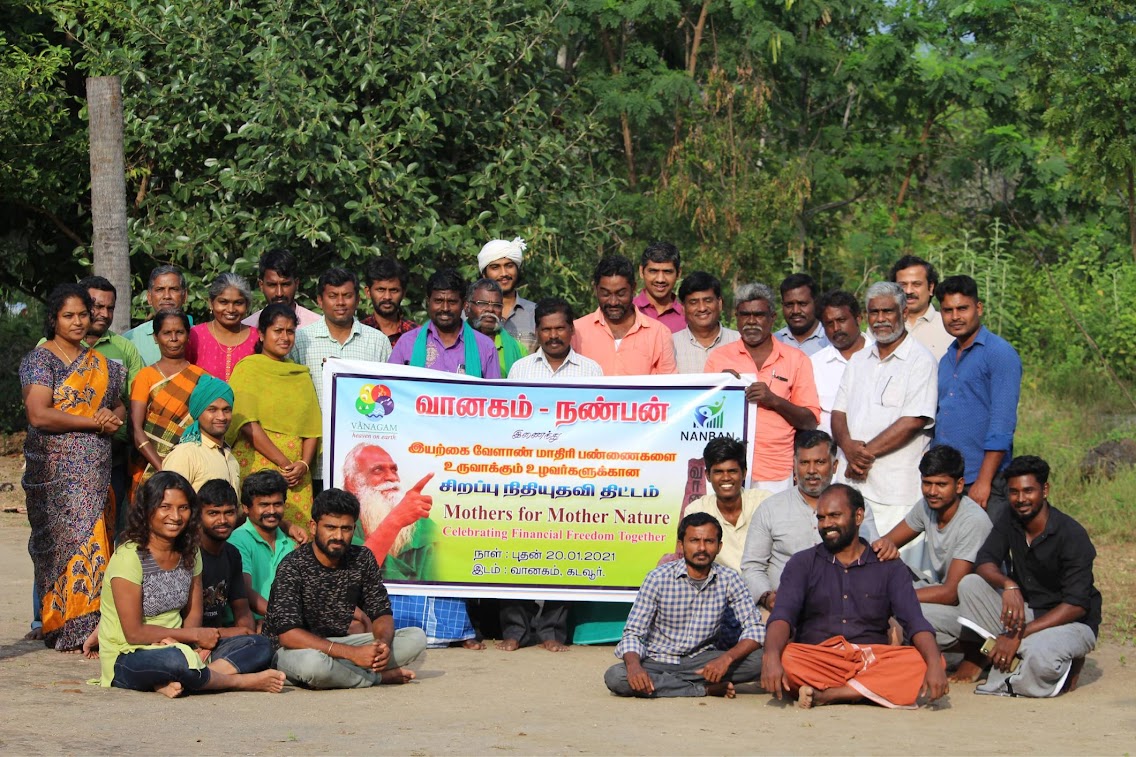 VÂNAGAM
heaven on earth
வானகம் - நண்பன்
NANBAN
இணைந்து
இயற்கை வேளாண் மாதிரி பண்ணைகளை
உருவாக்கும் உழவர்களுக்கான
சிறப்பு நிதியுதவி திட்டம்
Mothers for Mother Nature
Celebrating Financial Freedom Together
நாள் : புதன் 20.01.2021
இடம் : வானகம், கடவூர்.